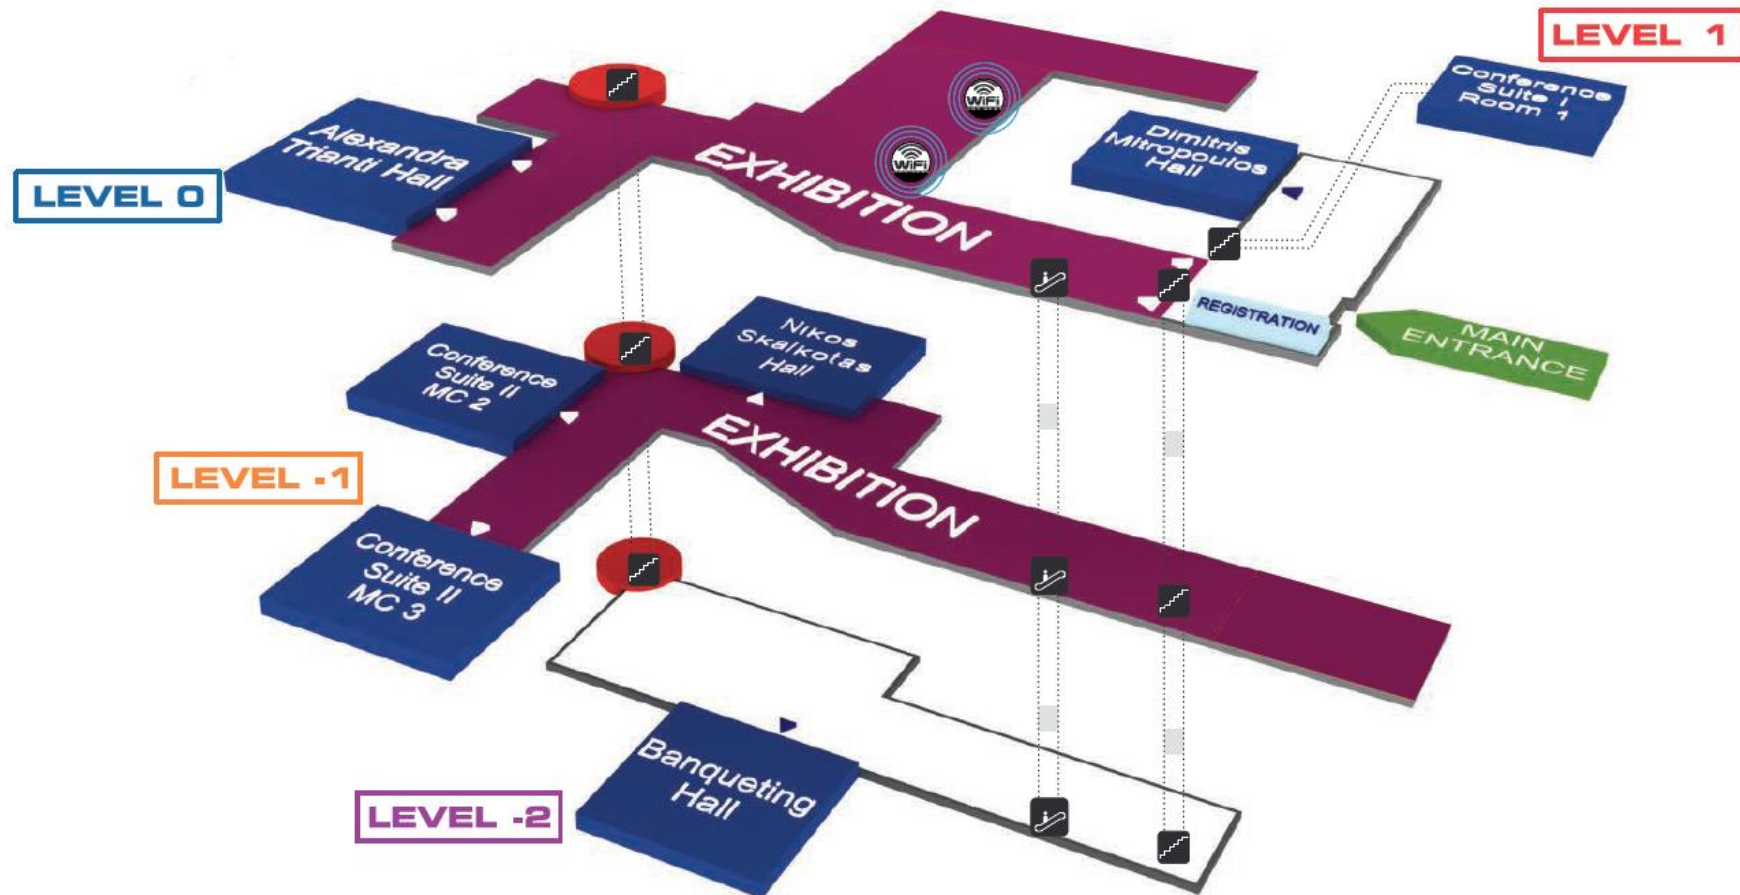 LEVEL 1
Conference
Suite I
Room 1
Alexandra
Trianti Hall
WiFi
WiFi
Dimitris
Mitropoulos
Hall
LEVEL 0
EXHIBITION
REGISTRATION
MAIN
ENTRANCE
Nikos
Skalkotas
Hall
Conference
Suite II
MC 2
EXHIBITION
LEVEL -1
Conference
Suite II
MC 3
Banqueting
Hall
LEVEL -2